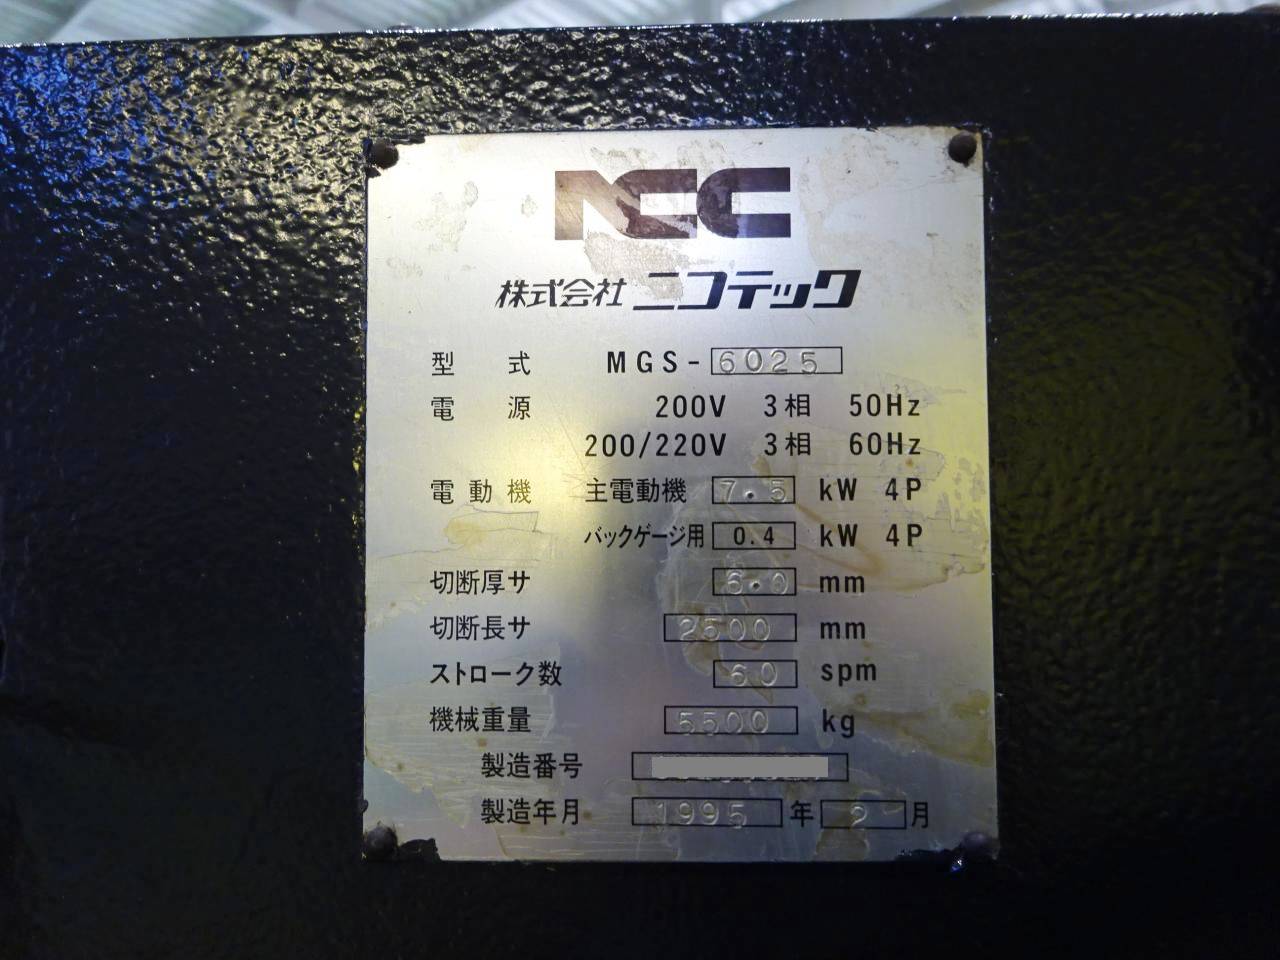 NCC
株式会社ニコテック
型式 MGS-6025
電源 200V 3相 50Hz
200/220V 3相 60Hz
電動機 主電動機 7.5 kW 4P
バックゲージ用 0.4 kW 4P
切断厚サ 6.0 mm
切断長サ 2500 mm
ストローク数 60 spm
機械重量 5500 kg
製造番号
製造年月 1995年2月